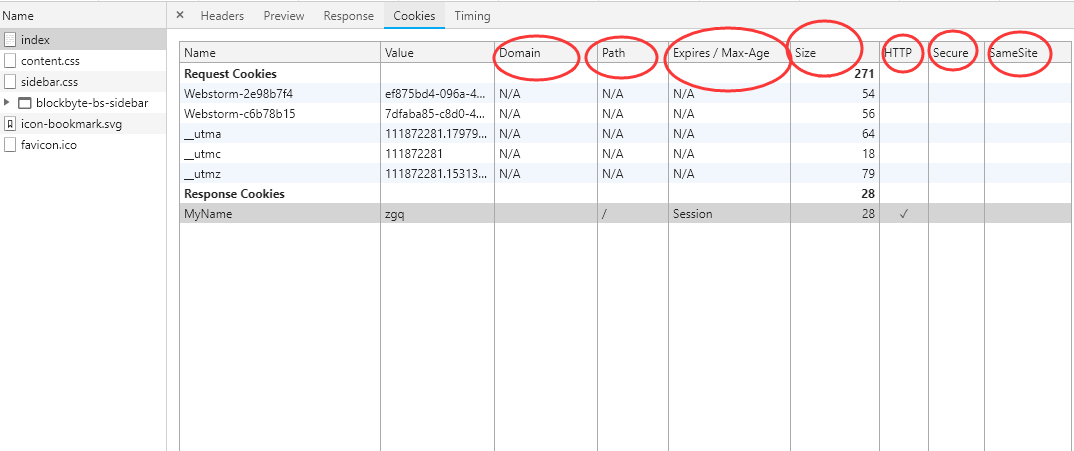 Name
index
content.css
sidebar.css
blockbyte-bs-sidebar
icon-bookmark.svg
favicon.ico
× Headers Preview Response Cookies Timing
Name Value Domain Path Expires / Max-Age Size HTTP Secure SameSite
Request Cookies 271
Webstorm-2e98b7f4 ef875bd4-096a-4... N/A N/A N/A 54
Webstorm-c6b78b15 7dfaba85-c8d0-4... N/A N/A N/A 56
__utma 111872281.17979... N/A N/A N/A 64
__utmc 111872281 N/A N/A N/A 18
__utmz 111872281.15313... N/A N/A N/A 79
Response Cookies 28
MyName zgq / Session 28 ✓